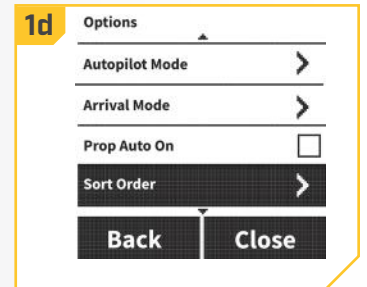 1d
Options
Autopilot Mode
Arrival Mode
Prop Auto On
Sort Order
Back Close